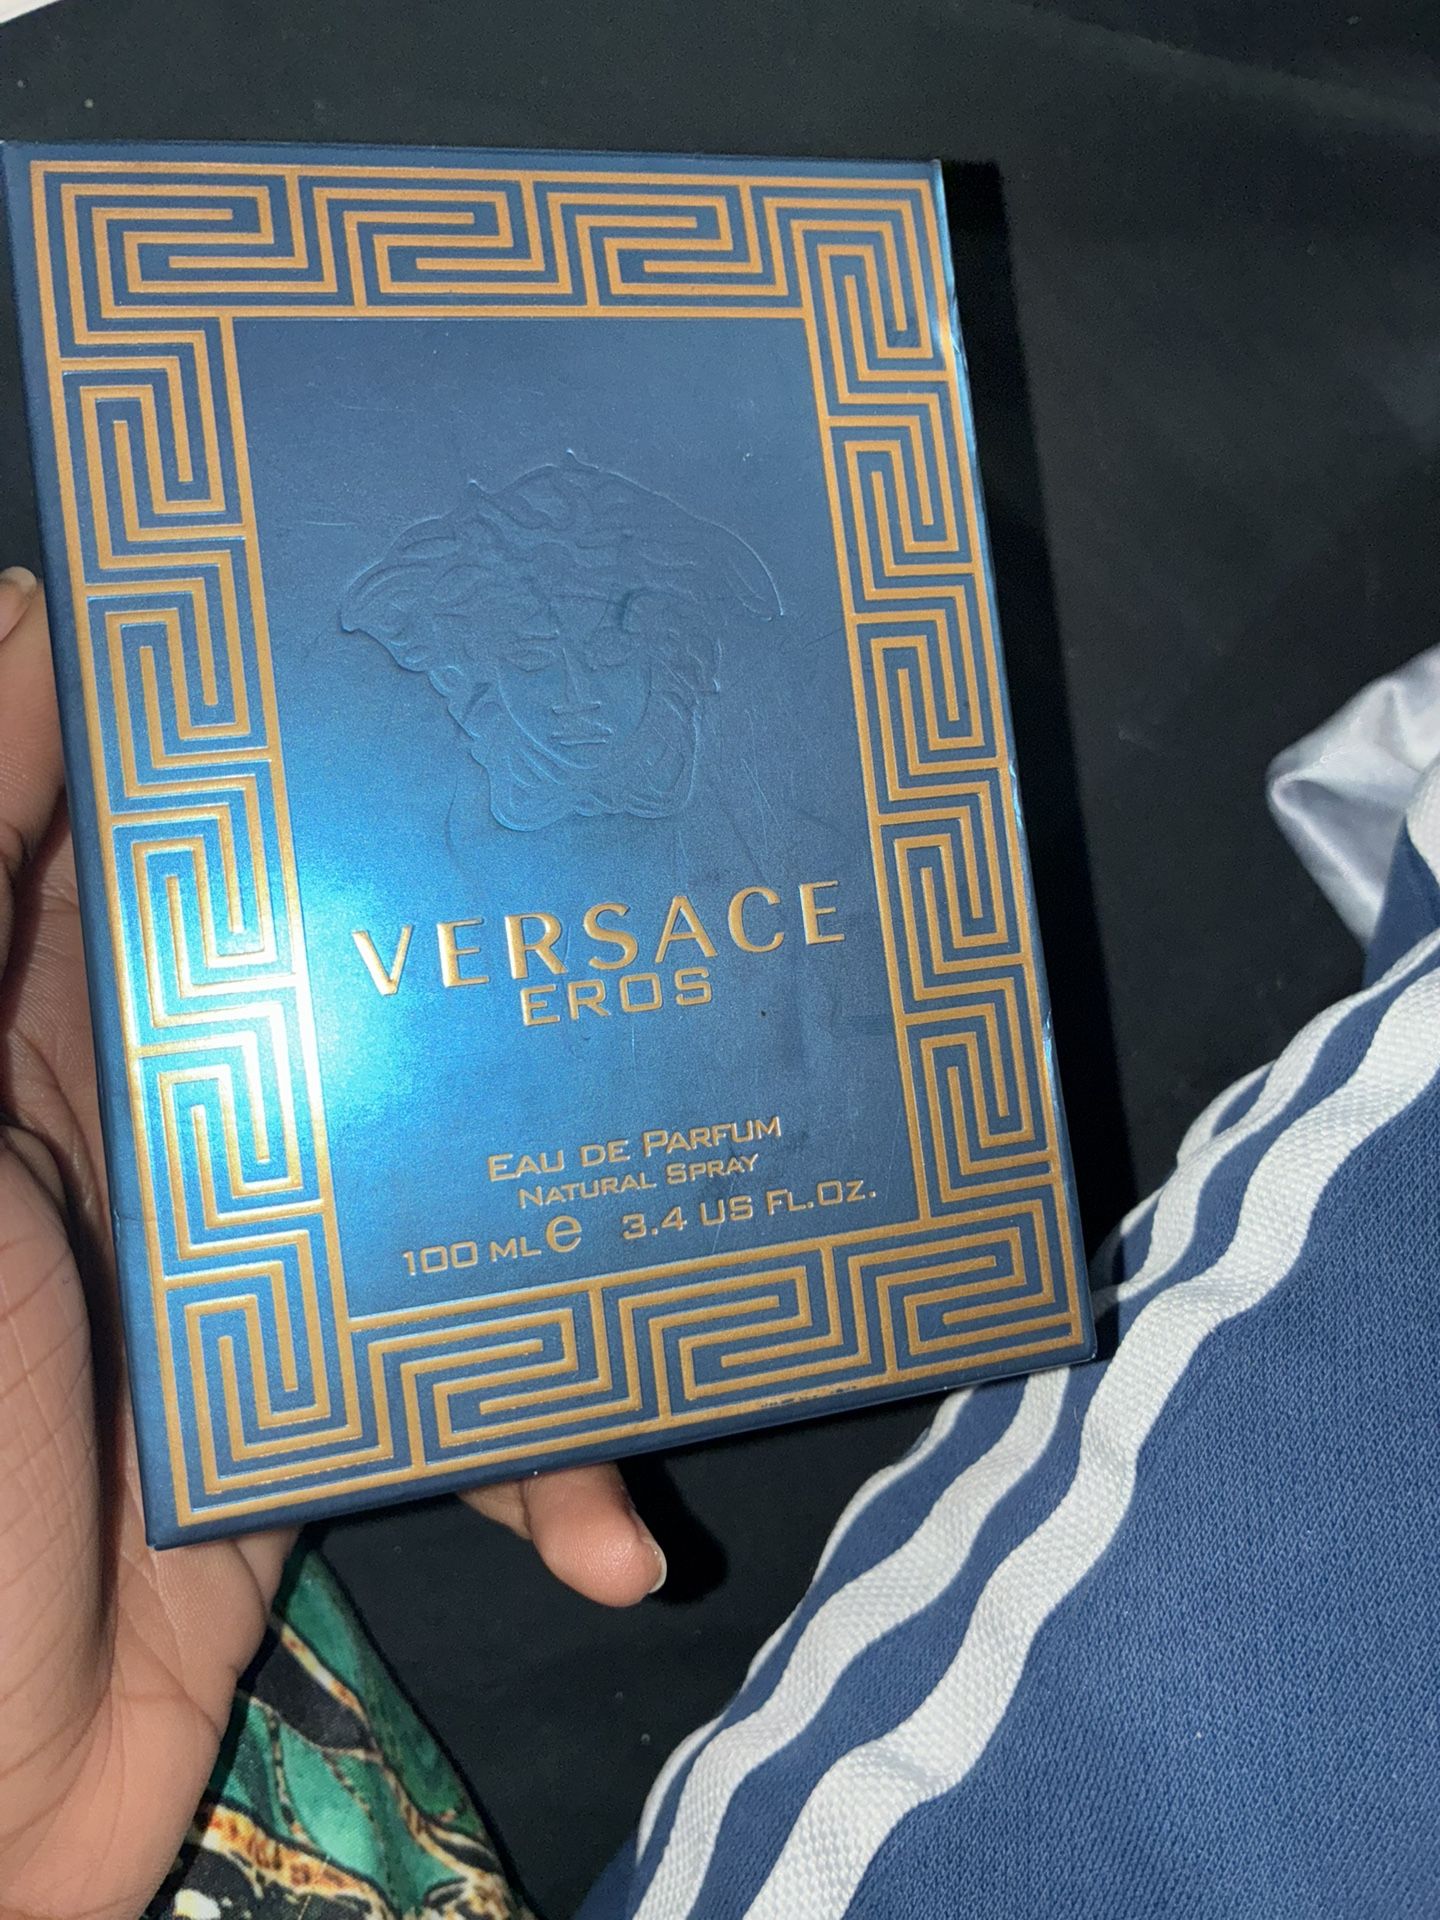 VERSACE
EROS
EAU DE PARFUM
NATURAL SPRAY
100 ML e 3.4 US FL.OZ.